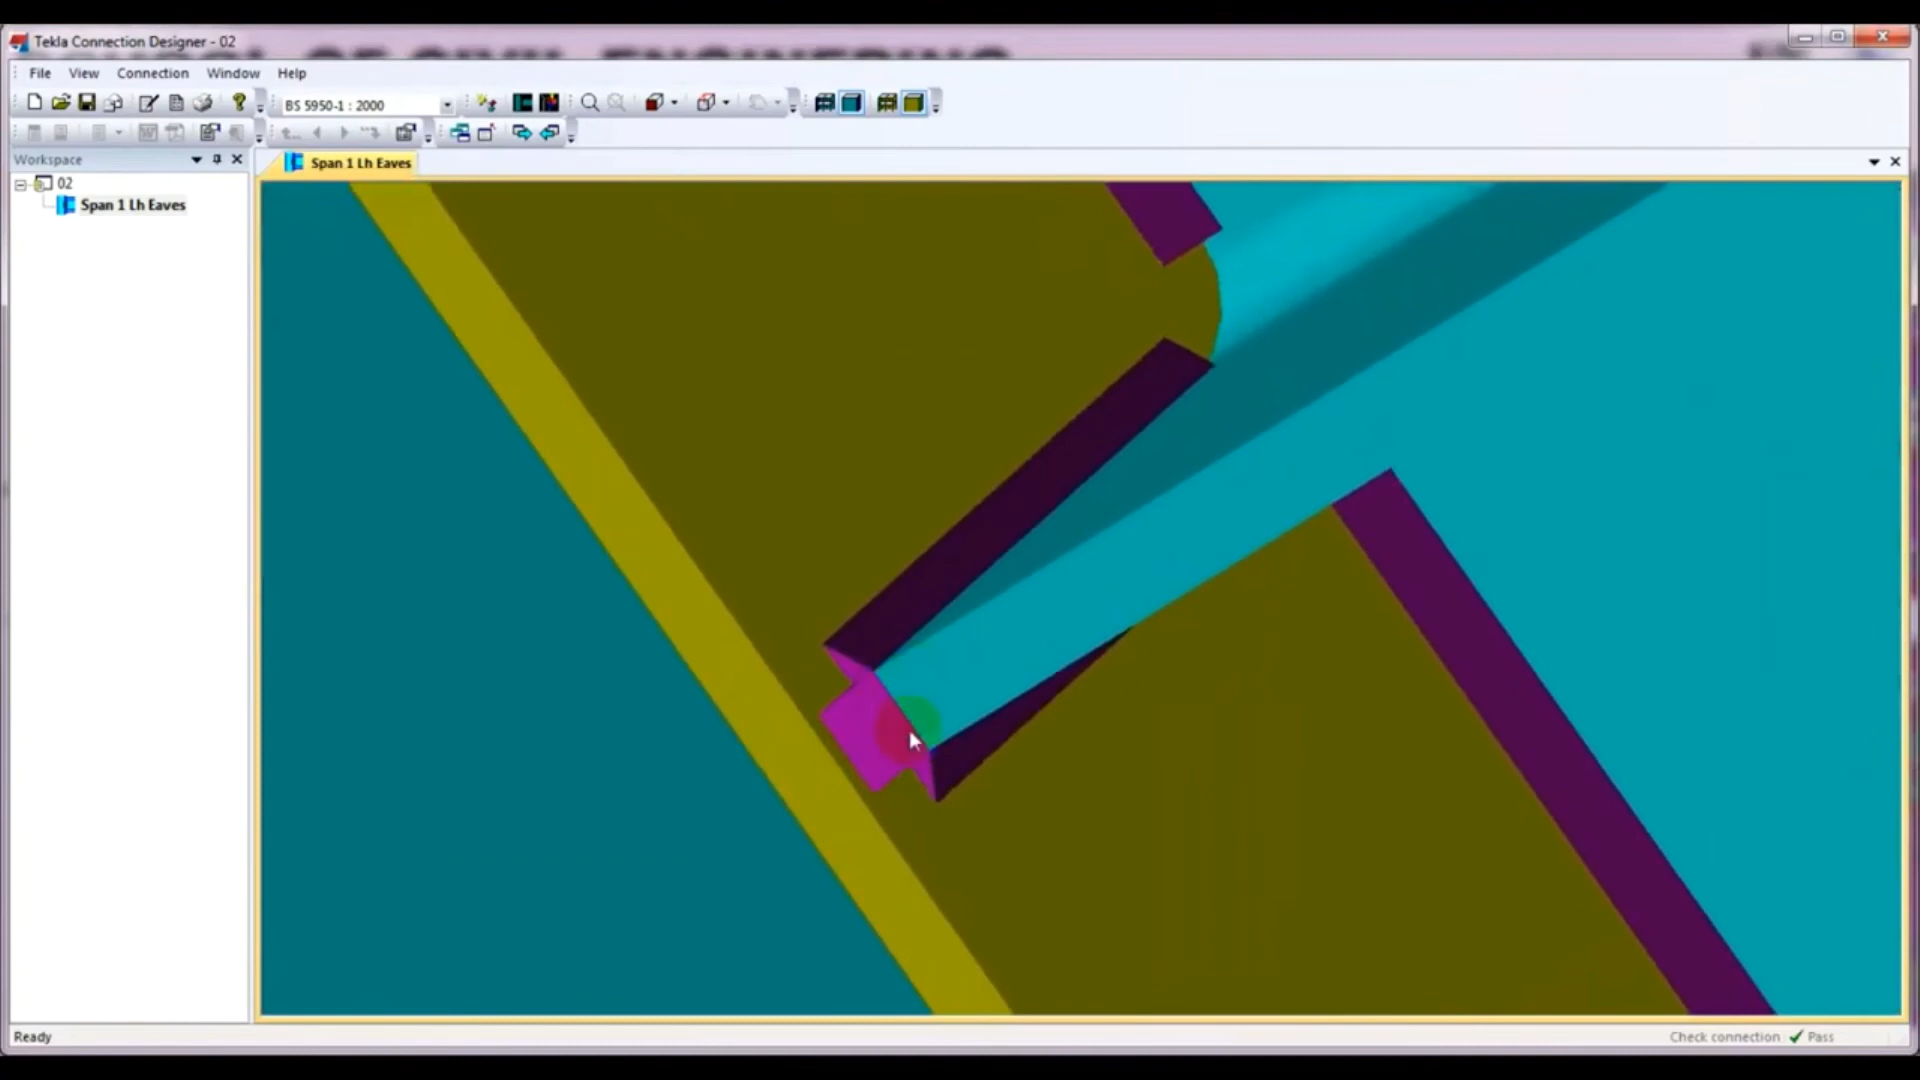 Tekla Connection Designer - 02
File View Connection Window Help
BS 5950-1 : 2000
Workspace
Span 1 Lh Eaves
02
Span 1 Lh Eaves
Ready
Check connection Pass